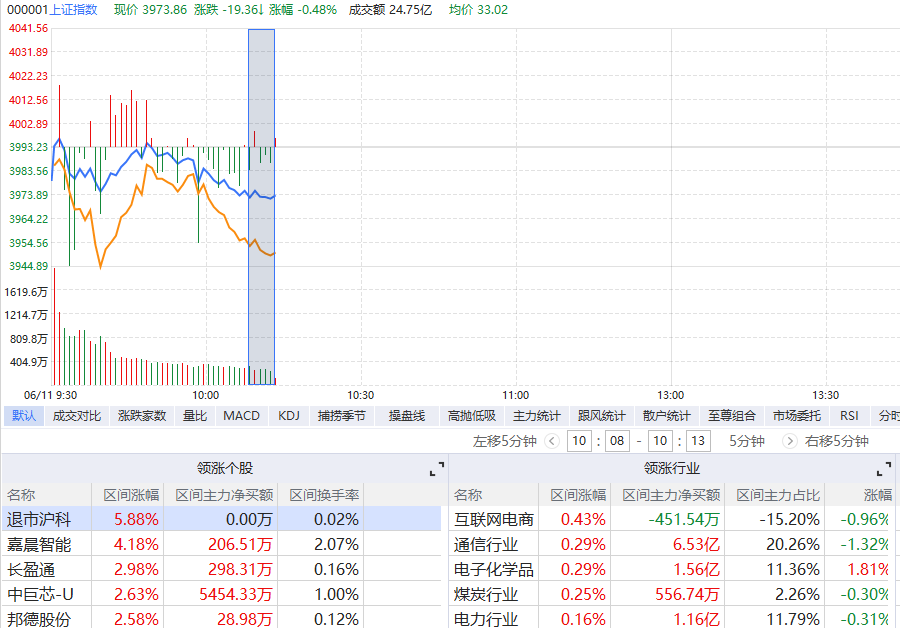 000001上证指数 现价 3973.86 涨跌 -19.36↓ 涨幅 -0.48% 成交额 24.75亿 均价 33.02
4041.56
4031.89
4022.23
4012.56
4002.89
3993.23
3983.56
3973.89
3964.22
3954.56
3944.89
1619.6万
1214.7万
809.8万
404.9万
06/11 9:30 10:00 10:30 11:00 13:00 13:30
默认 成交对比 涨跌家数 量比 MACD KDJ 捕捞季节 操盘线 高抛低吸 主力统计 跟风统计 散户统计 至尊组合 市场委托 RSI 分时
左移5分钟 10 : 08 - 10 : 13 5分钟 右移5分钟
领涨个股 领涨行业
名称 区间涨幅 区间主力净买额 区间换手率 名称 区间涨幅 区间主力净买额 区间主力占比 涨幅
退市沪科 5.88% 0.00万 0.02% 互联网电商 0.43% -451.54万 -15.20% -0.96%
嘉晨智能 4.18% 206.51万 2.07% 通信行业 0.29% 6.53亿 20.26% -1.32%
长盈通 2.98% 298.31万 0.16% 电子化学品 0.29% 1.56亿 11.36% 1.81%
中巨芯-U 2.63% 5454.33万 1.00% 煤炭行业 0.25% 556.74万 2.26% -0.30%
邦德股份 2.58% 28.98万 0.12% 电力行业 0.16% 1.16亿 11.79% -0.31%